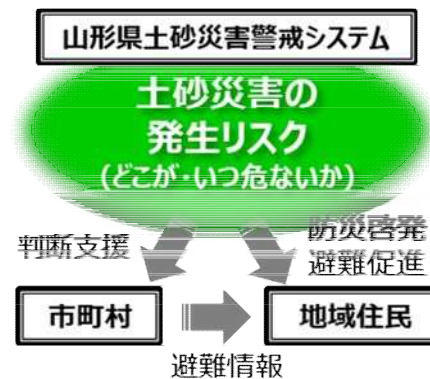 山形県土砂災害警戒システム
土砂災害の
発生リスク
(どこが・いつ危ないか)
判断支援
防災啓発
避難促進
市町村
地域住民
避難情報